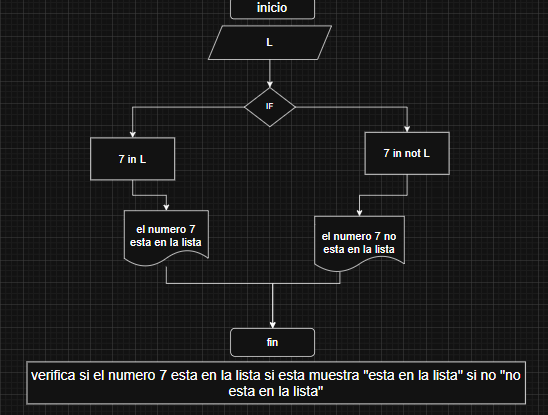 inicio
L
IF
7 in L
7 in not L
el numero 7
esta en la lista
el numero 7 no
esta en la lista
fin
verifica si el numero 7 esta en la lista si esta muestra "esta en la lista" si no "no
esta en la lista"